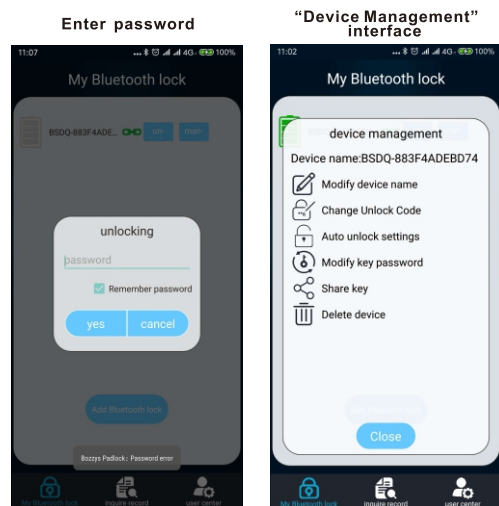 Enter password
11:07
4G 100%
My Bluetooth lock
BSDQ-883F4ADE...
un-
man-
unlocking
password
Remember password
yes
cancel
Add Bluetooth lock
Bozzys Padlock: Password error
My Bluetooth lock
inquire record
user center
“Device Management”
interface
11:02
4G 100%
My Bluetooth lock
device management
Device name:BSDQ-883F4ADEBD74
Modify device name
Change Unlock Code
Auto unlock settings
Modify key password
Share key
Delete device
Close
My Bluetooth lock
inquire record
user center